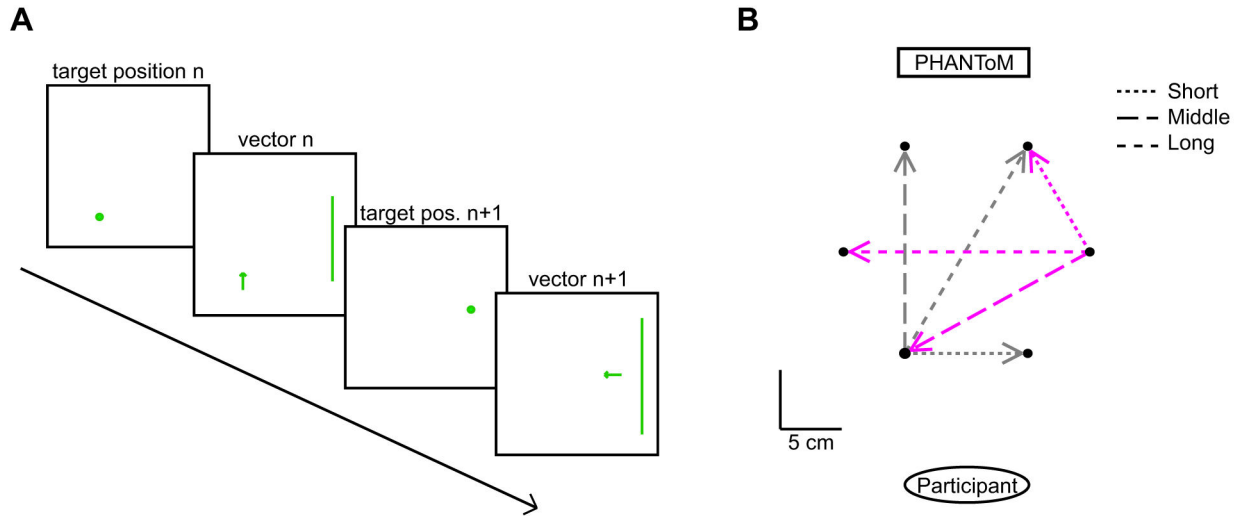 A
target position n
vector n
target pos. n+1
vector n+1
B
PHANToM
Short
Middle
Long
5 cm
Participant